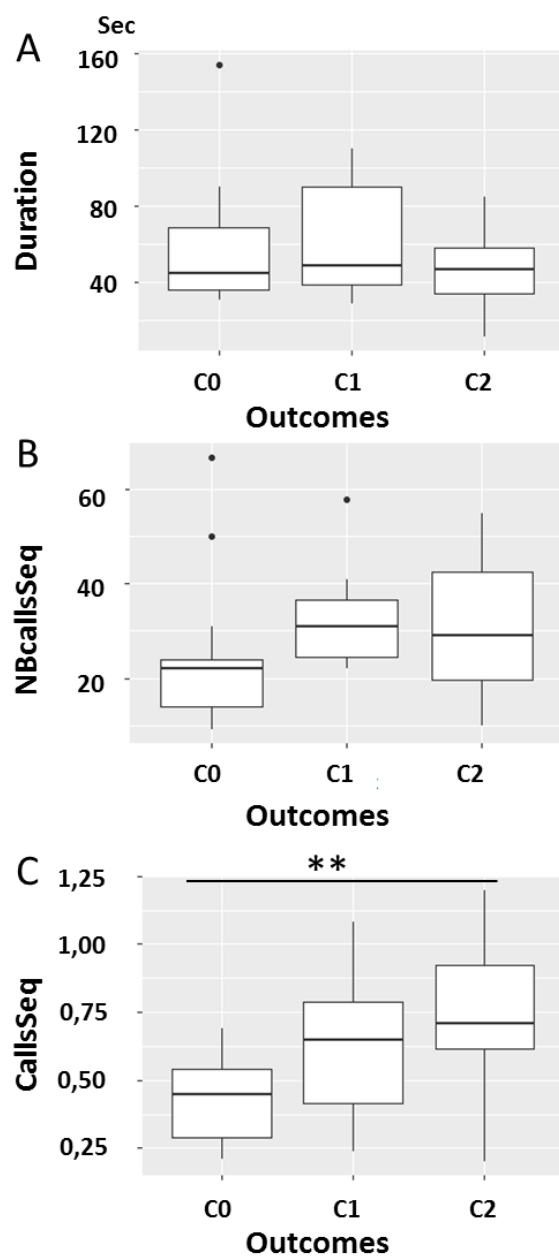 A
Sec
160
120
80
40
Duration
C0 C1 C2
Outcomes
B
60
40
20
NBcallsSeq
C0 C1 C2
Outcomes
C
**
1,25
1,00
0,75
0,50
0,25
CallsSeq
C0 C1 C2
Outcomes